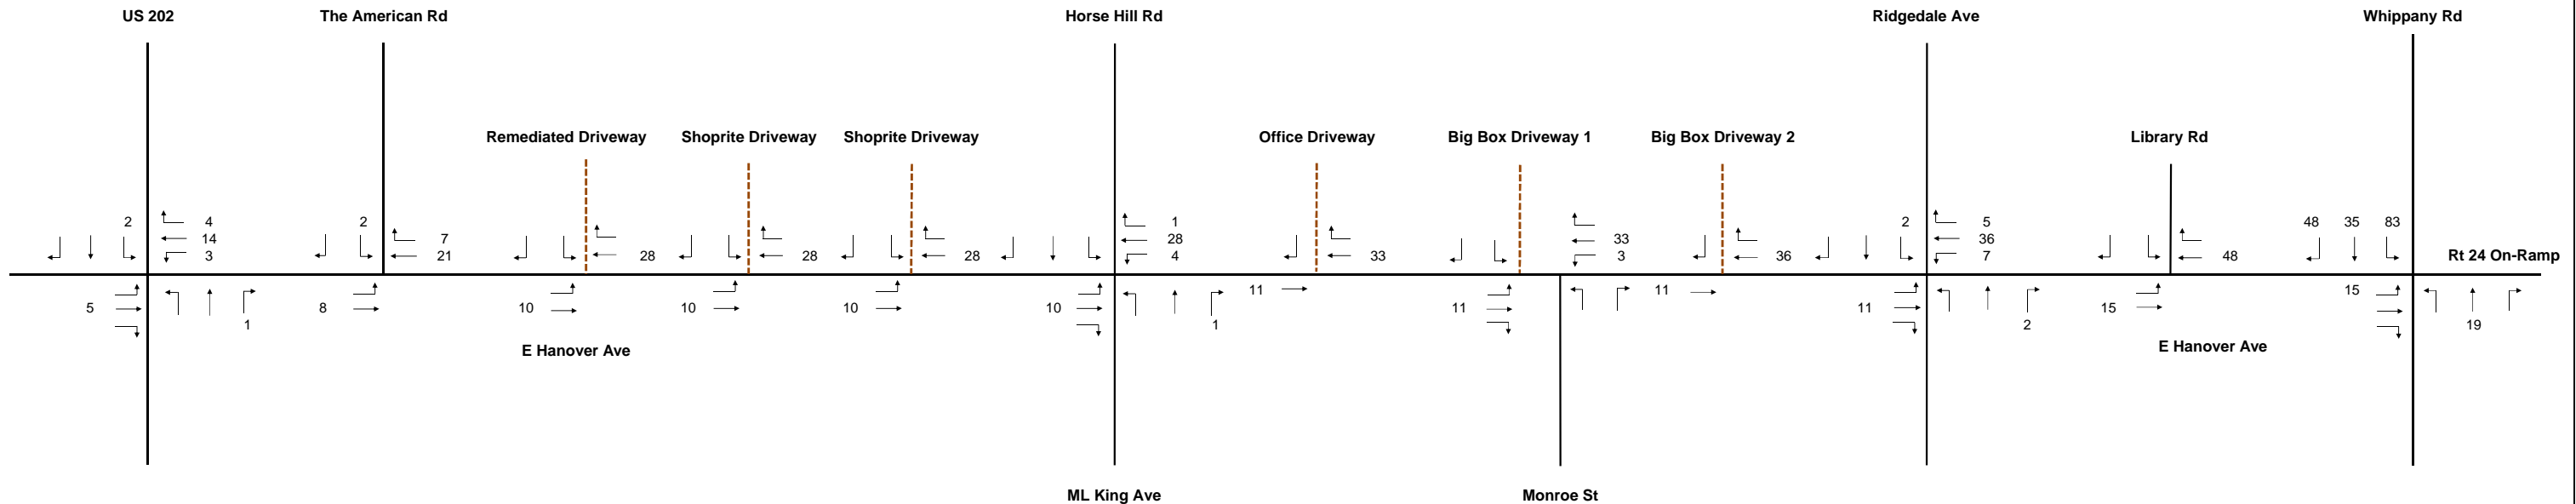 US 202 The American Rd Horse Hill Rd Ridgedale Ave Whippany Rd
Remediated Driveway Shoprite Driveway Shoprite Driveway Office Driveway Big Box Driveway 1 Big Box Driveway 2 Library Rd
2 4 2 1 2 5 48 35 83
14 7 28 33 36
3 21 28 28 28 4 33 3 36 7 48 Rt 24 On-Ramp
11 11 15
5 8 10 10 10 10 11 11 15
1 1 2 19
E Hanover Ave E Hanover Ave
ML King Ave Monroe St